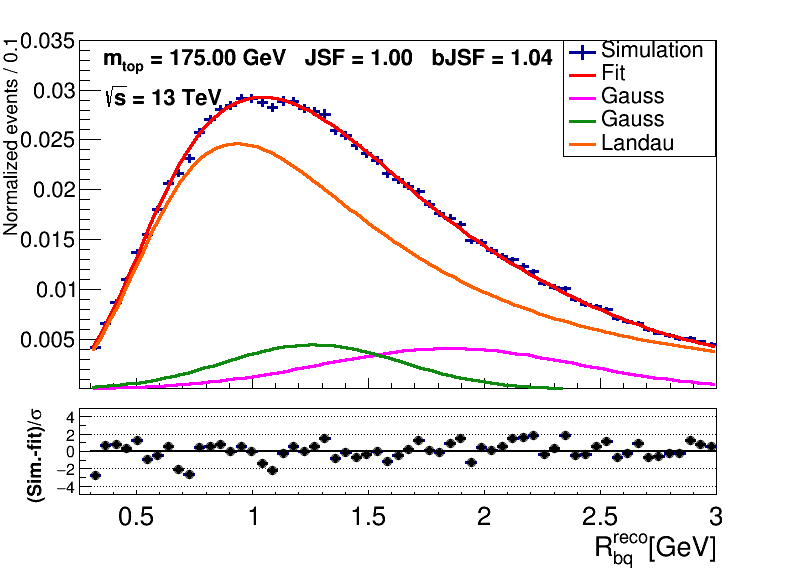 Normalized events / 0.1
0.035
0.03
0.025
0.02
0.015
0.01
0.005
m_top = 175.00 GeV JSF = 1.00 bJSF = 1.04
√s = 13 TeV
Simulation
Fit
Gauss
Gauss
Landau
(Sim.-fit)/σ
4
2
0
−2
−4
0.5 1 1.5 2 2.5 3
R_bq^reco[GeV]